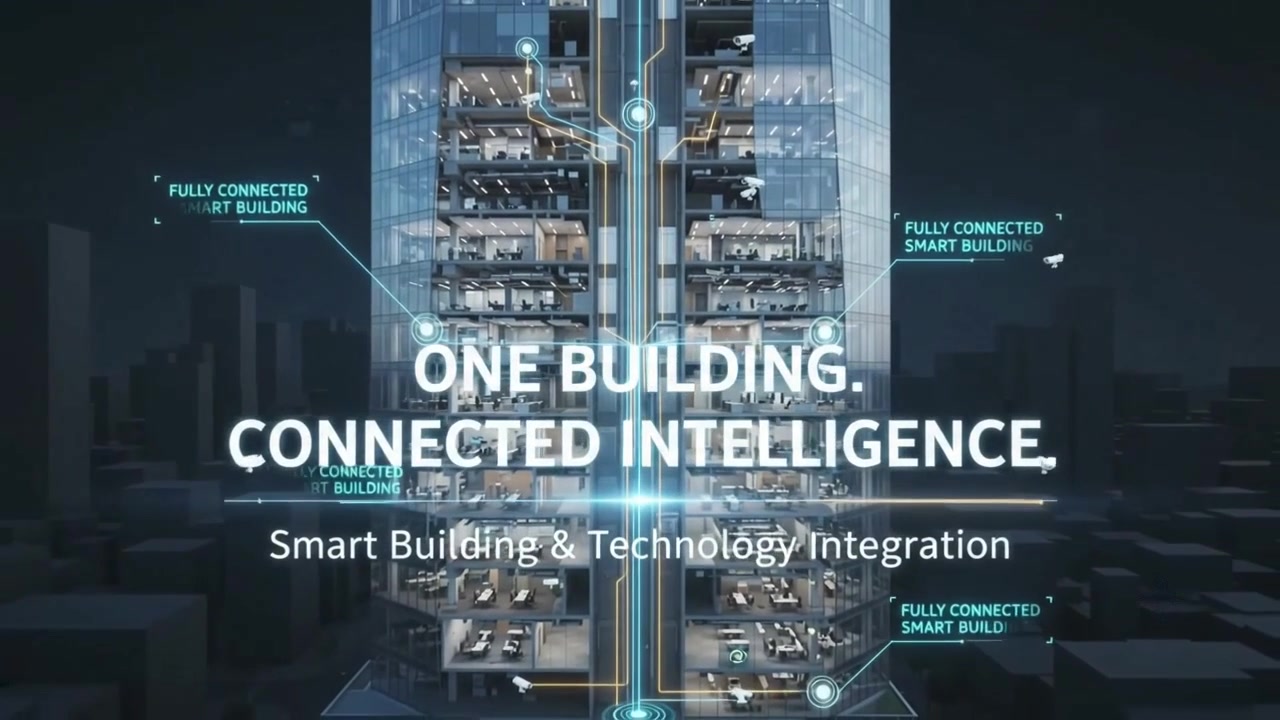 FULLY CONNECTED
SMART BUILDING
FULLY CONNECTED
SMART BUILDING
ONE BUILDING.
CONNECTED INTELLIGENCE.
CONNECTED
BUILDING
Smart Building & Technology Integration
FULLY CONNECTED
SMART